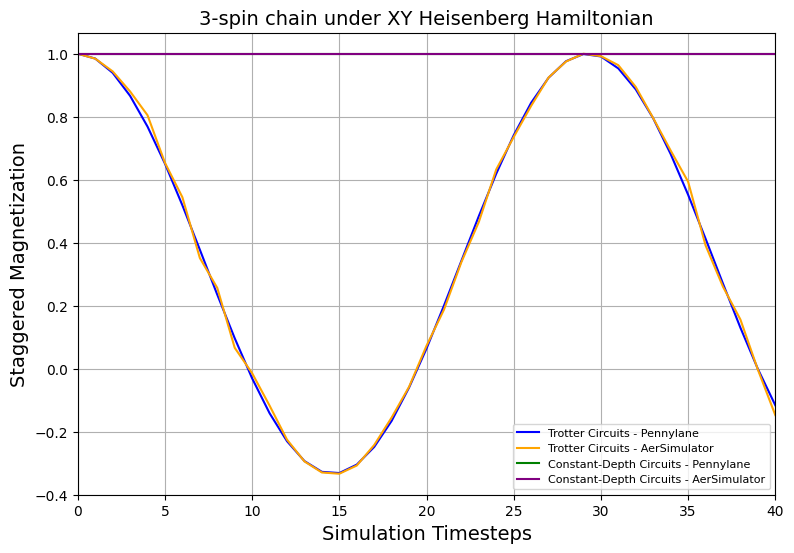 3-spin chain under XY Heisenberg Hamiltonian
Staggered Magnetization
1.0
0.8
0.6
0.4
0.2
0.0
−0.2
−0.4
Trotter Circuits - Pennylane
Trotter Circuits - AerSimulator
Constant-Depth Circuits - Pennylane
Constant-Depth Circuits - AerSimulator
0 5 10 15 20 25 30 35 40
Simulation Timesteps